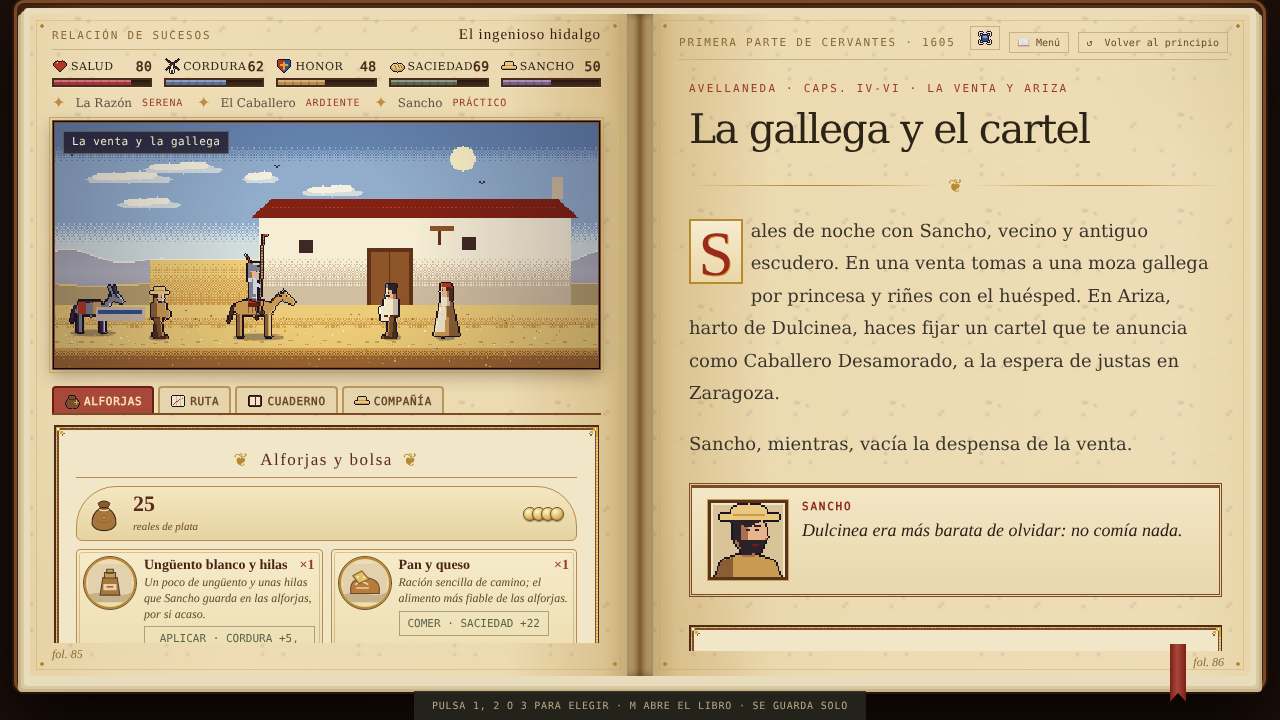 RELACIÓN DE SUCESOS
El ingenioso hidalgo
SALUD 80
CORDURA 62
HONOR 48
SACIEDAD 69
SANCHO 50
La Razón SERENA
El Caballero ARDIENTE
Sancho PRÁCTICO
La venta y la gallega
ALFORJAS
RUTA
CUADERNO
COMPAÑÍA
Alforjas y bolsa
25
reales de plata
Ungüento blanco y hilas ×1
Un poco de ungüento y unas hilas
que Sancho guarda en las alforjas,
por si acaso.
APLICAR · CORDURA +5,
Pan y queso ×1
Ración sencilla de camino; el
alimento más fiable de las alforjas.
COMER · SACIEDAD +22
fol. 85
PRIMERA PARTE DE CERVANTES · 1605
Menú
↺ Volver al principio
AVELLANEDA · CAPS. IV-VI · LA VENTA Y ARIZA
La gallega y el cartel
Sales de noche con Sancho, vecino y antiguo
escudero. En una venta tomas a una moza gallega
por princesa y riñes con el huésped. En Ariza,
harto de Dulcinea, haces fijar un cartel que te anuncia
como Caballero Desamorado, a la espera de justas en
Zaragoza.
Sancho, mientras, vacía la despensa de la venta.
SANCHO
Dulcinea era más barata de olvidar: no comía nada.
fol. 86
PULSA 1, 2 O 3 PARA ELEGIR · M ABRE EL LIBRO · SE GUARDA SOLO